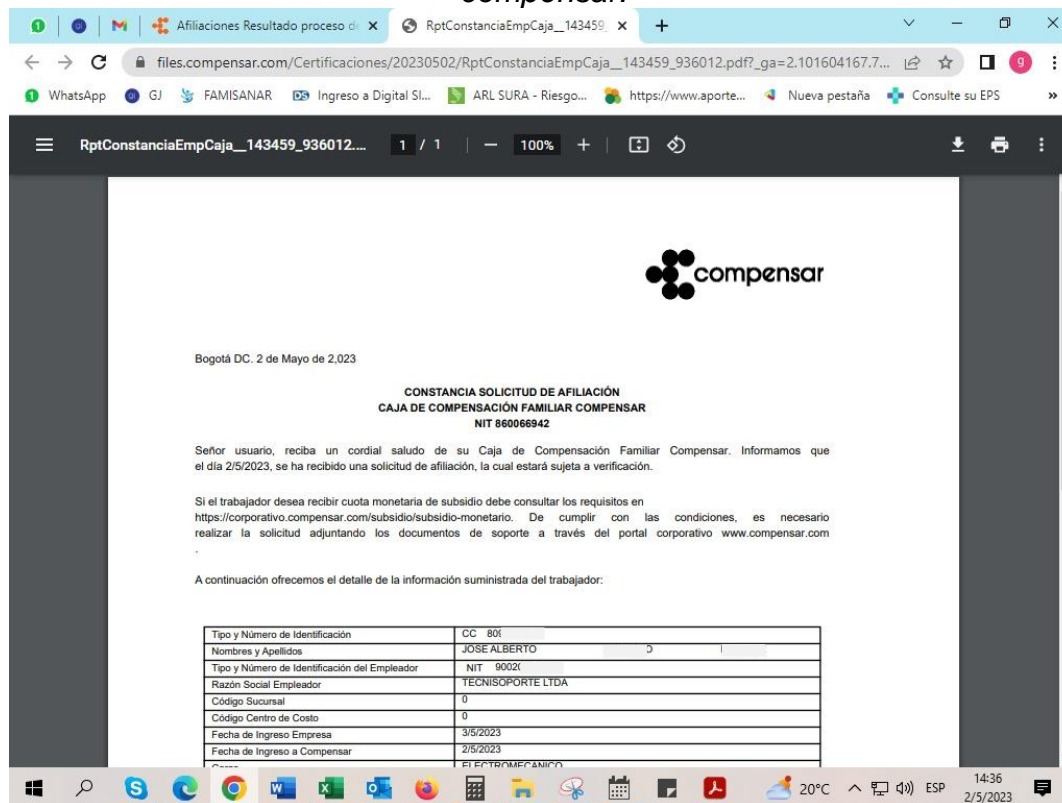 compensar.
Afiliaciones Resultado proceso de
RptConstanciaEmpCaja__143459_
files.compensar.com/Certificaciones/20230502/RptConstanciaEmpCaja__143459_936012.pdf?_ga=2.101604167.7...
WhatsApp GJ FAMISANAR Ingreso a Digital SI... ARL SURA - Riesgo... https://www.aporte... Nueva pestaña Consulte su EPS »
RptConstanciaEmpCaja__143459_936012.... 1 / 1 | — 100% + |
compensar
Bogotá DC. 2 de Mayo de 2,023
CONSTANCIA SOLICITUD DE AFILIACIÓN
CAJA DE COMPENSACIÓN FAMILIAR COMPENSAR
NIT 860066942
Señor usuario, reciba un cordial saludo de su Caja de Compensación Familiar Compensar. Informamos que
el día 2/5/2023, se ha recibido una solicitud de afiliación, la cual estará sujeta a verificación.
Si el trabajador desea recibir cuota monetaria de subsidio debe consultar los requisitos en
https://corporativo.compensar.com/subsidio/subsidio-monetario. De cumplir con las condiciones, es necesario
realizar la solicitud adjuntando los documentos de soporte a través del portal corporativo www.compensar.com
.
A continuación ofrecemos el detalle de la información suministrada del trabajador:
Tipo y Número de Identificación CC 809
Nombres y Apellidos JOSE ALBERTO
Tipo y Número de Identificación del Empleador NIT 9002
Razón Social Empleador TECNISOPORTE LTDA
Código Sucursal 0
Código Centro de Costo 0
Fecha de Ingreso Empresa 3/5/2023
Fecha de Ingreso a Compensar 2/5/2023
Cargo ELECTROMECANICO
20°C ESP 14:36
2/5/2023